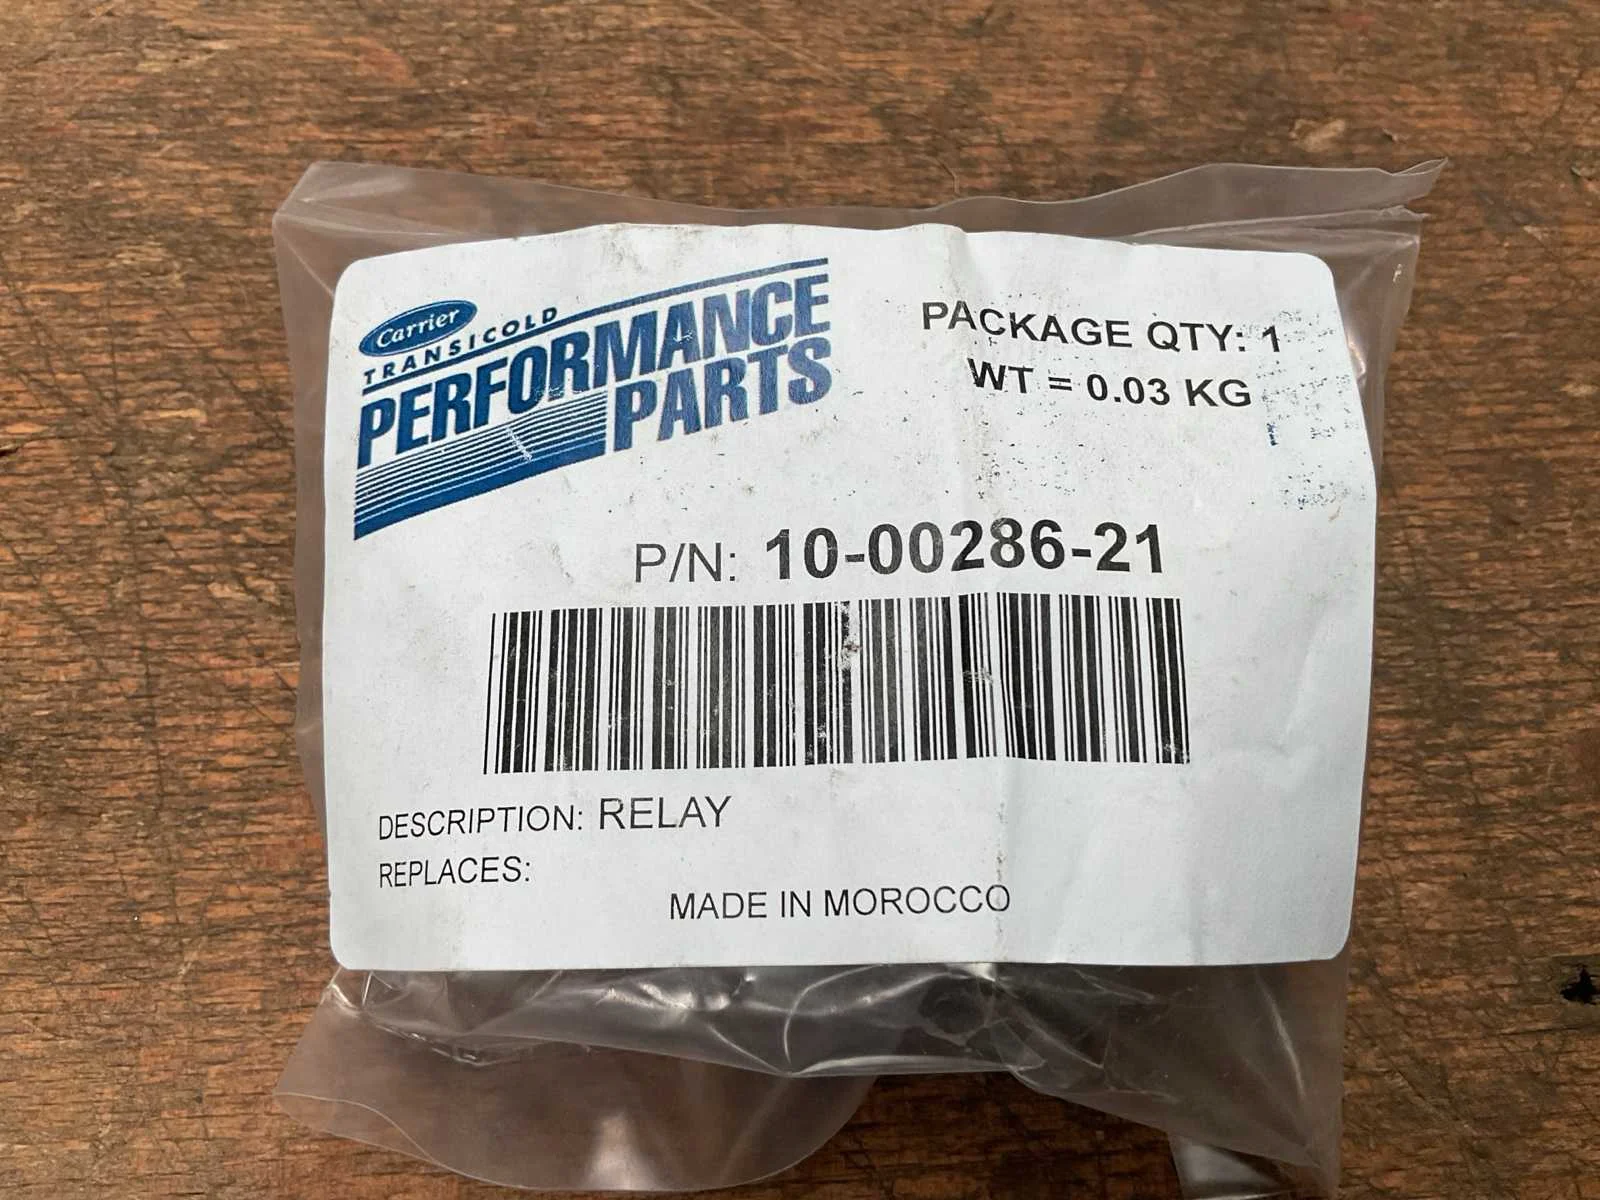 Carrier
TRANSICOLD
PERFORMANCE
PARTS
PACKAGE QTY: 1
WT = 0.03 KG
P/N: 10-00286-21
DESCRIPTION: RELAY
REPLACES:
MADE IN MOROCCO